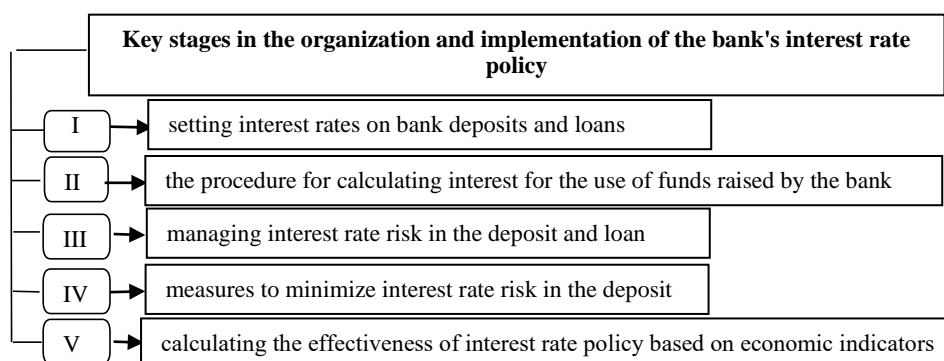 Key stages in the organization and implementation of the bank's interest rate
policy
I setting interest rates on bank deposits and loans
II the procedure for calculating interest for the use of funds raised by the bank
III managing interest rate risk in the deposit and loan
IV measures to minimize interest rate risk in the deposit
V calculating the effectiveness of interest rate policy based on economic indicators